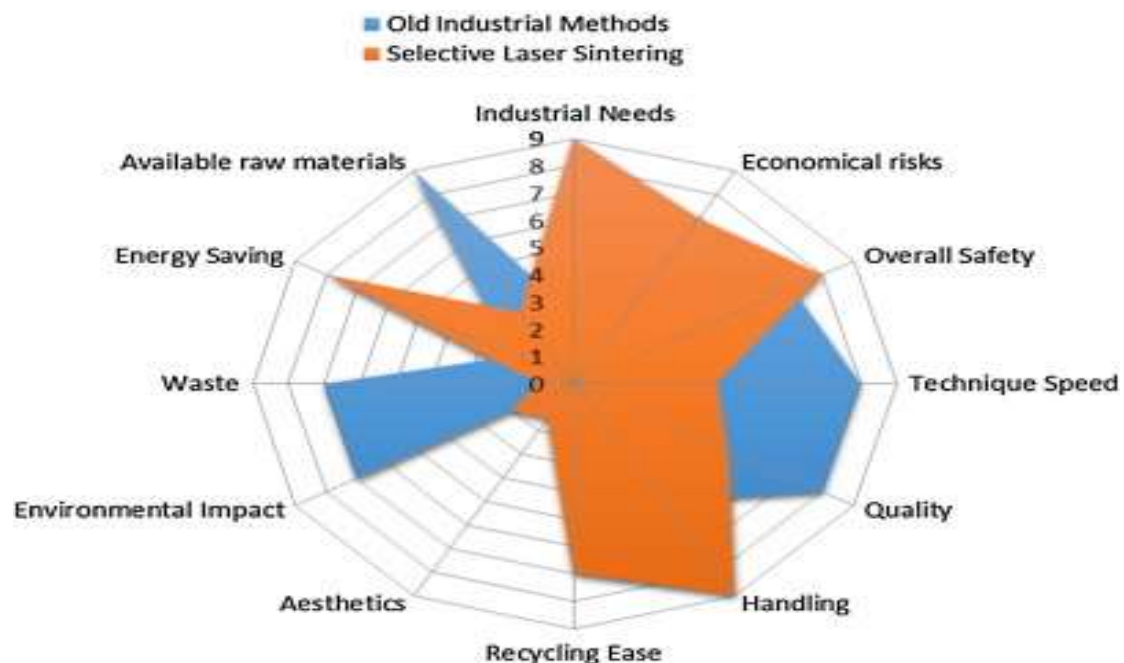 Old Industrial Methods
Selective Laser Sintering
Industrial Needs
9
Available raw materials
Economical risks
8
7
6
Energy Saving
Overall Safety
5
4
3
2
1
Waste
0
Technique Speed
Environmental Impact
Quality
Aesthetics
Handling
Recycling Ease